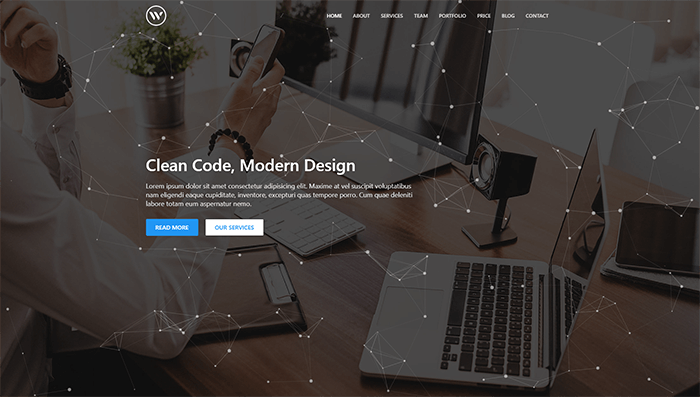 W
HOME ABOUT SERVICES TEAM PORTFOLIO PRICE BLOG CONTACT
Clean Code, Modern Design
Lorem ipsum dolor sit amet consectetur adipisicing elit. Maxime at vel suscipit voluptatibus
nam eligendi eaque cupiditate, inventore, excepturi quas tempore porro. Cum quae deleniti
labore totam eum aspernatur nemo.
READ MORE OUR SERVICES